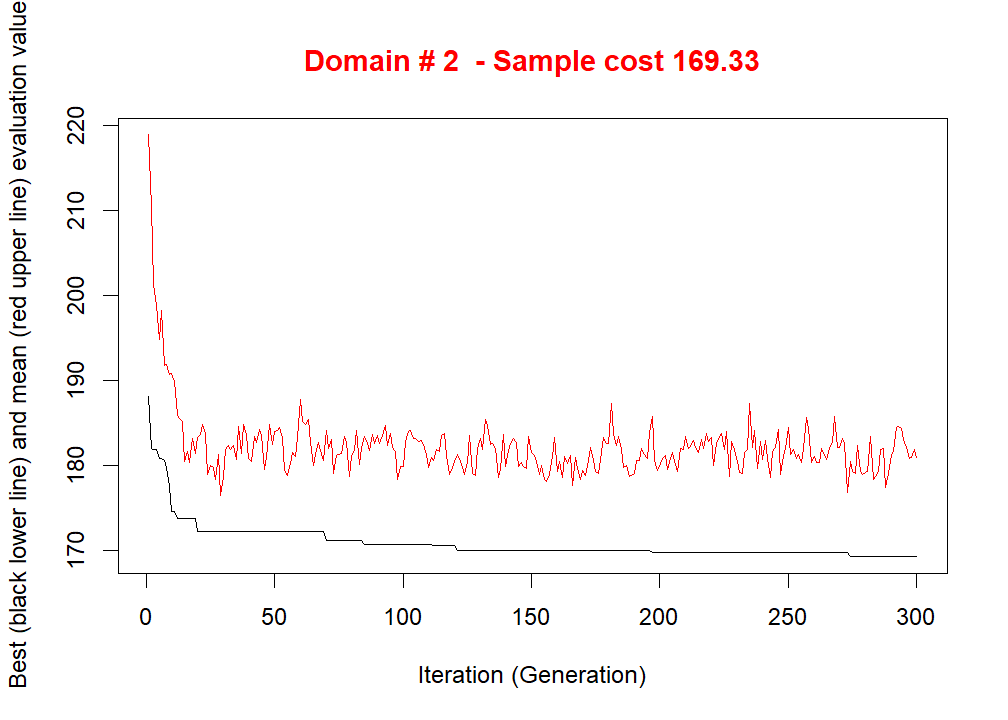 Domain # 2  - Sample cost 169.33
Best (black lower line) and mean (red upper line) evaluation value
220
210
200
190
180
170
0 50 100 150 200 250 300
Iteration (Generation)